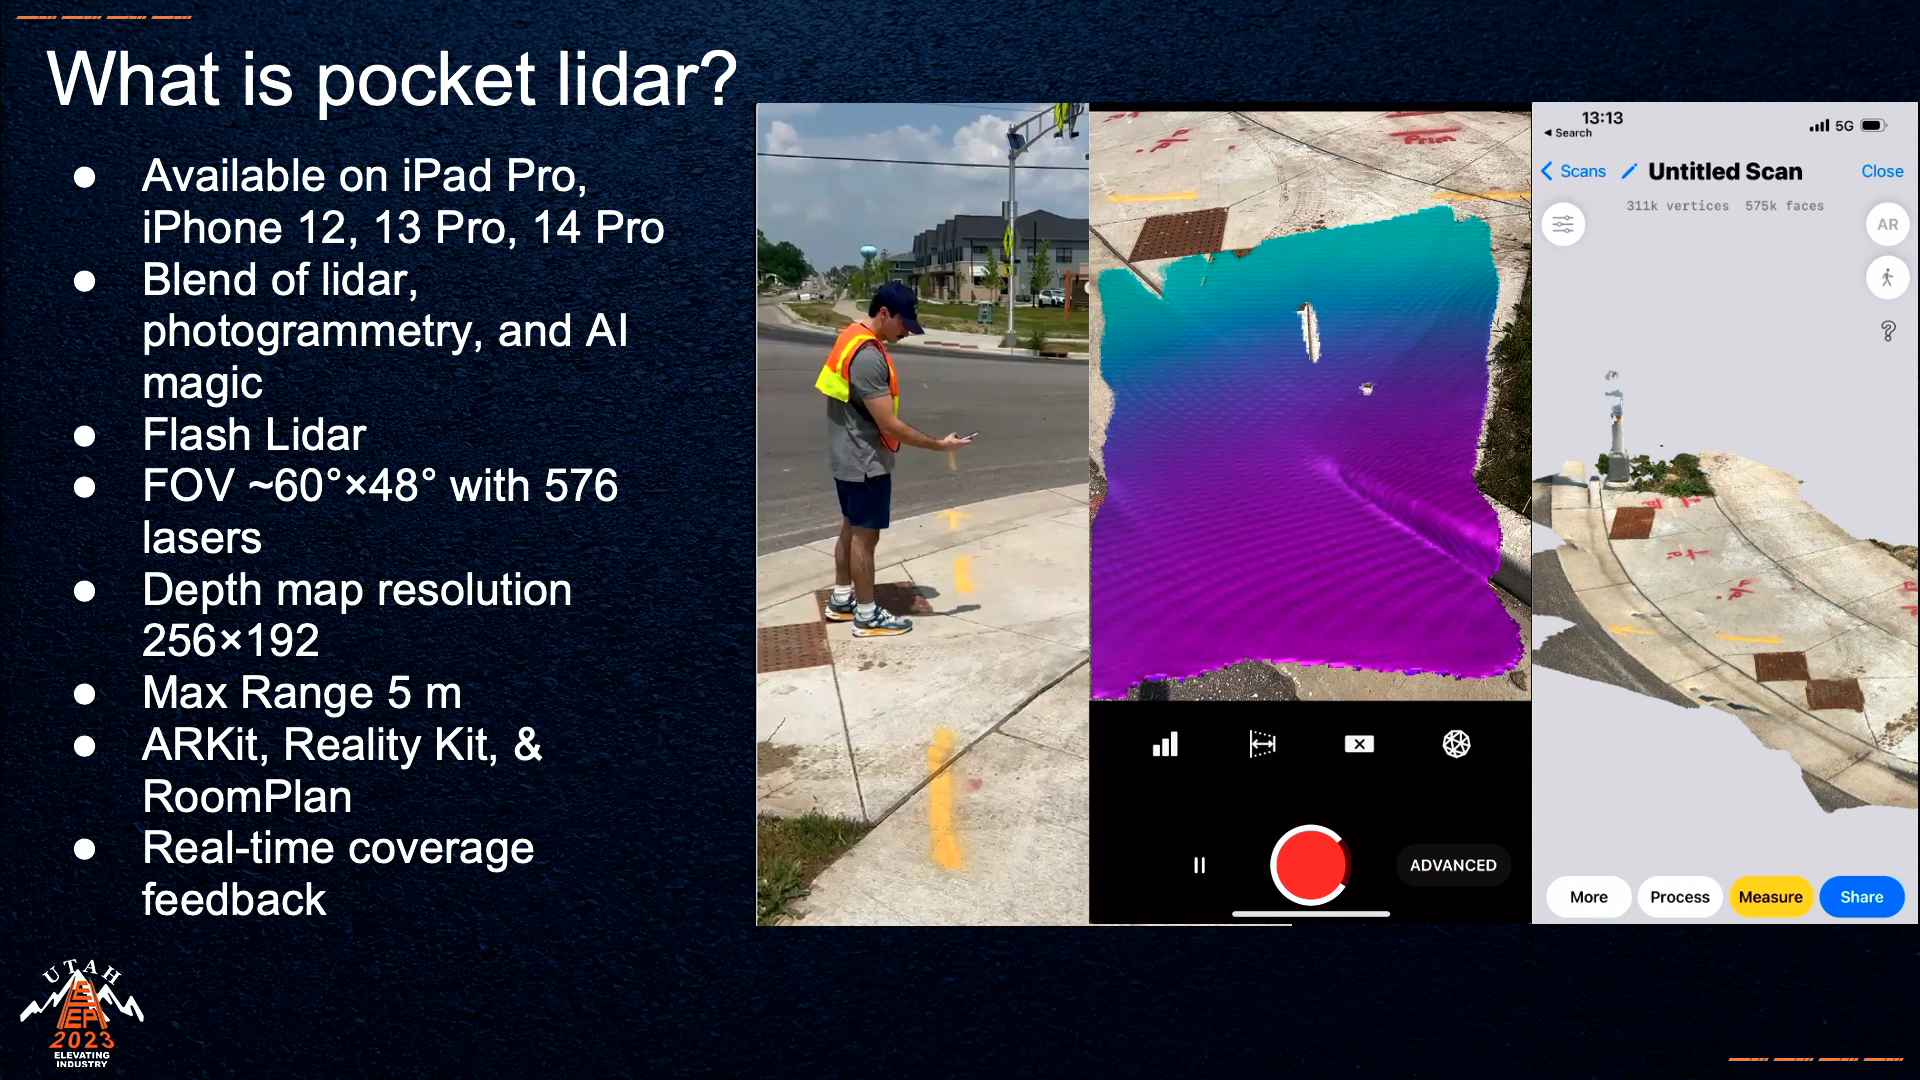 What is pocket lidar?
● Available on iPad Pro,
iPhone 12, 13 Pro, 14 Pro
● Blend of lidar,
photogrammetry, and AI
magic
● Flash Lidar
● FOV ~60°×48° with 576
lasers
● Depth map resolution
256×192
● Max Range 5 m
● ARKit, Reality Kit, &
RoomPlan
● Real-time coverage
feedback
ADVANCED
13:13
Search
5G
Scans
Untitled Scan
Close
311k vertices 575k faces
AR
?
More
Process
Measure
Share
UTAH
2023
ELEVATING
INDUSTRY